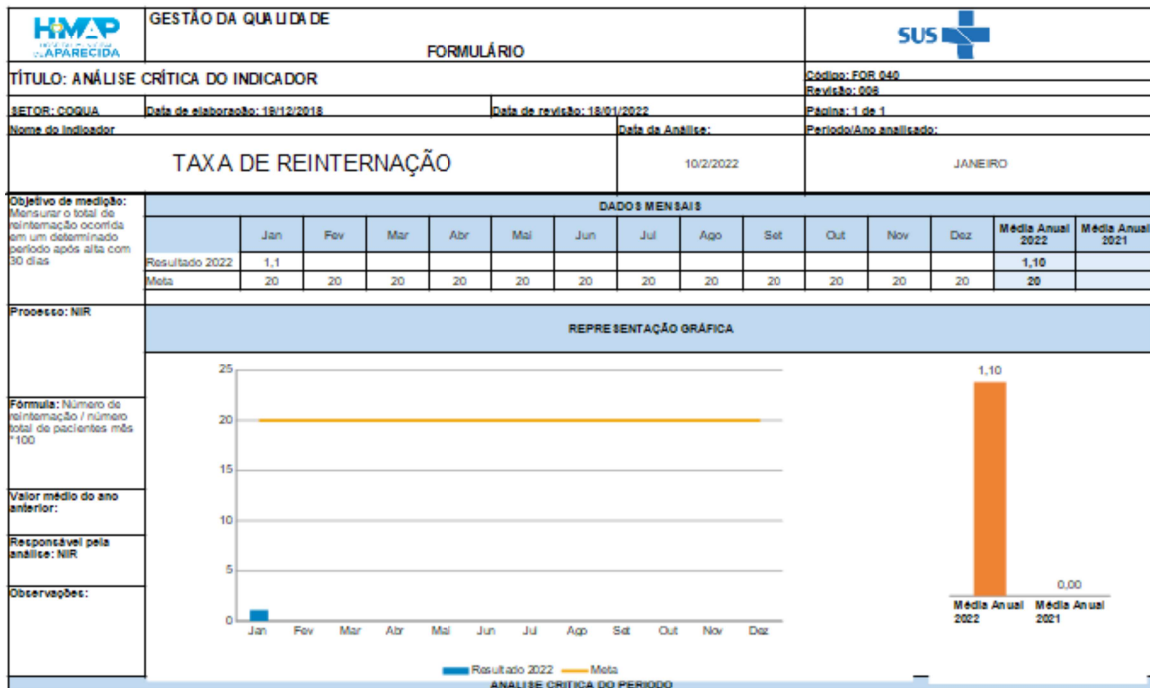 HMAP
HOSPITAL MUNICIPAL
APARECIDA
GESTÃO DA QUALIDADE
FORMULÁRIO
SUS
TÍTULO: ANÁLISE CRÍTICA DO INDICADOR
Código: FOR 040
Revisão: 006
SETOR: COQUA
Data de elaboração: 19/12/2018
Data de revisão: 18/01/2022
Página: 1 de 1
Nome do Indicador
Data da Análise:
Período/Ano analisado:
TAXA DE REINTERNAÇÃO
10/2/2022
JANEIRO
Objetivo de medição:
Mensurar o total de
reinternação ocorrida
em um determinado
período após alta com
30 dias
DADOS MENSAIS
Jan Fev Mar Abr Mai Jun Jul Ago Set Out Nov Dez Média Anual 2022 Média Anual 2021
Resultado 2022 1,1 1,10
Meta 20 20 20 20 20 20 20 20 20 20 20 20 20
Processo: NIR
REPRESENTAÇÃO GRÁFICA
Fórmula: Número de
reinternação / número
total de pacientes mês
*100
Valor médio do ano
anterior:
Responsável pela
análise: NIR
Observações:
25
20
15
10
5
0
Jan Fev Mar Abr Mai Jun Jul Ago Set Out Nov Dez
Resultado 2022 Meta
1,10
0,00
Média Anual 2022
Média Anual 2021
ANALISE CRITICA DO PERIODO